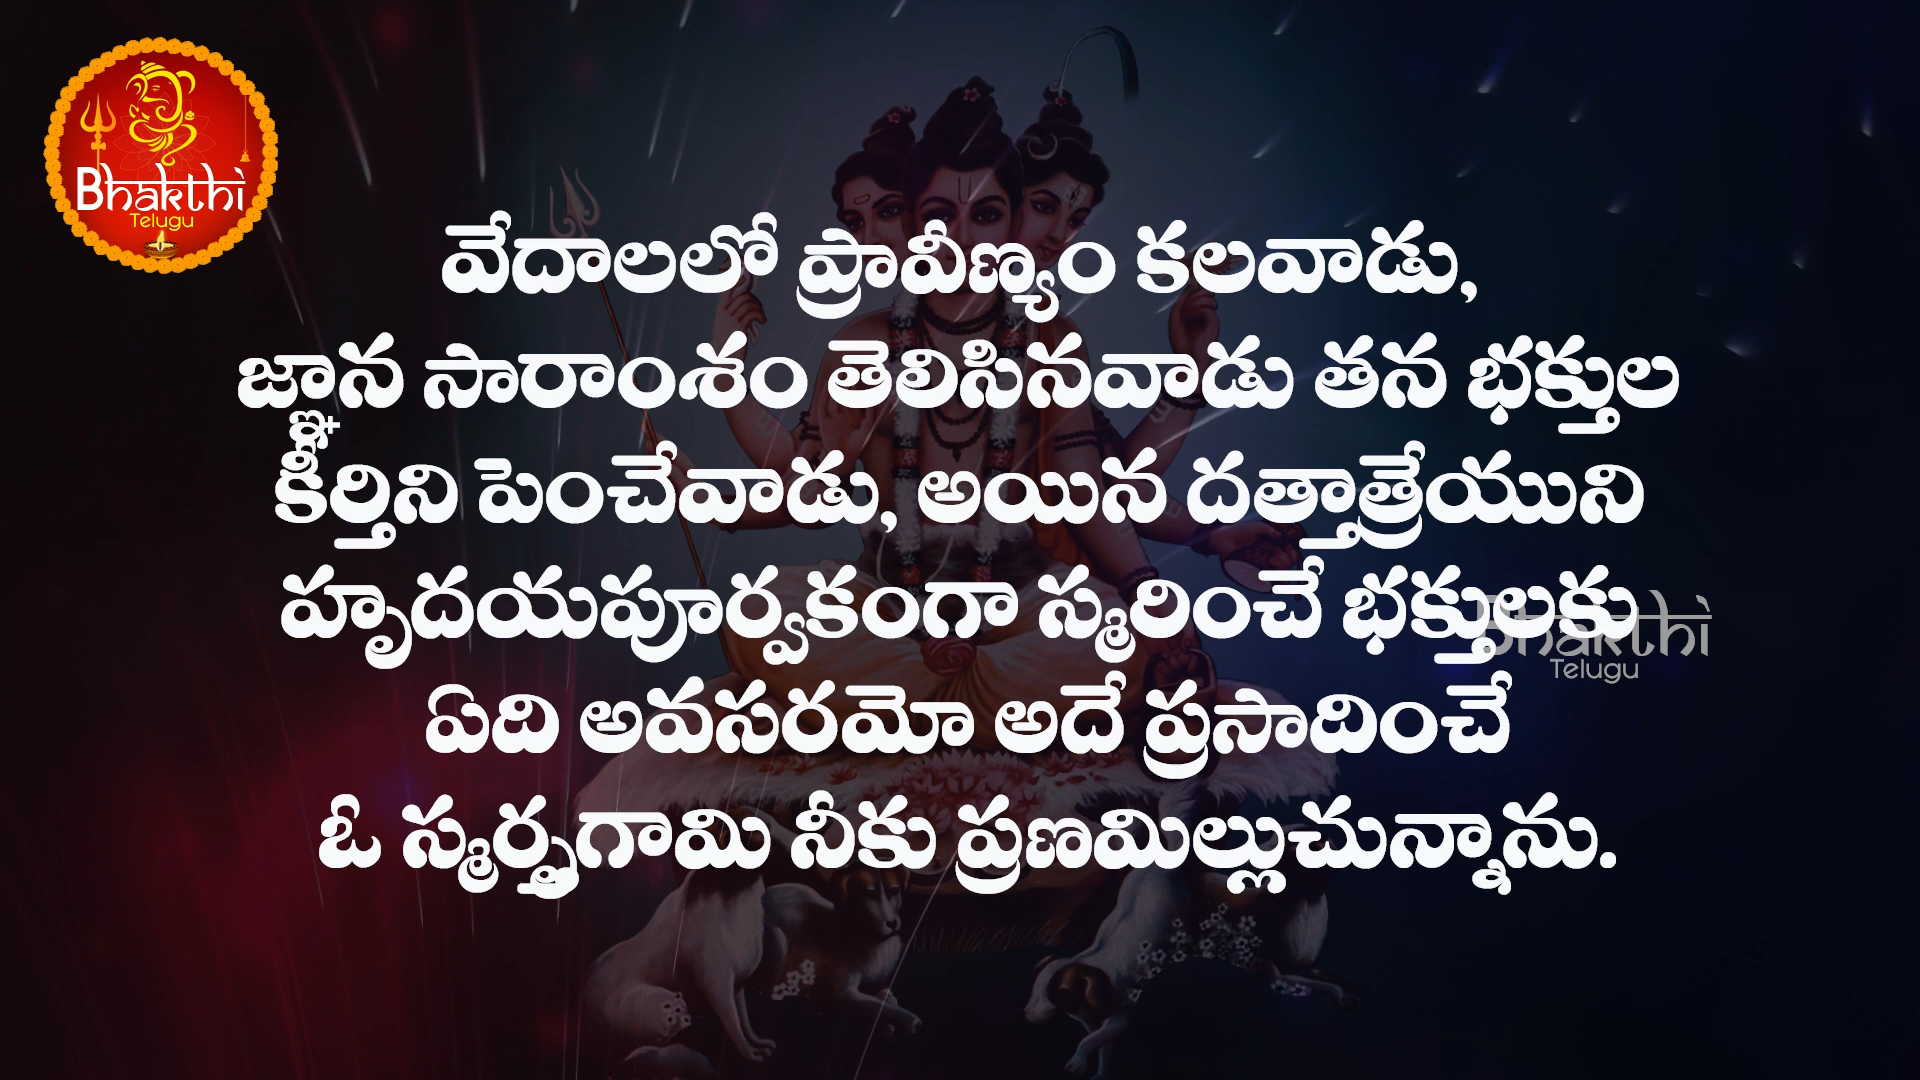 Bhakthi
Telugu
వేదాలలో ప్రావీణ్యం కలవాడు,
జ్ఞాన సారాంశం తెలిసినవాడు తన భక్తుల
కీర్తిని పెంచేవాడు, అయిన దత్తాత్రేయుని
హృదయపూర్వకంగా స్మరించే భక్తులకు
ఏది అవసరమో అదే ప్రసాదించే
ఓ స్మర్తృగామి నీకు ప్రణమిల్లుచున్నాను.
Bhakthi
Telugu